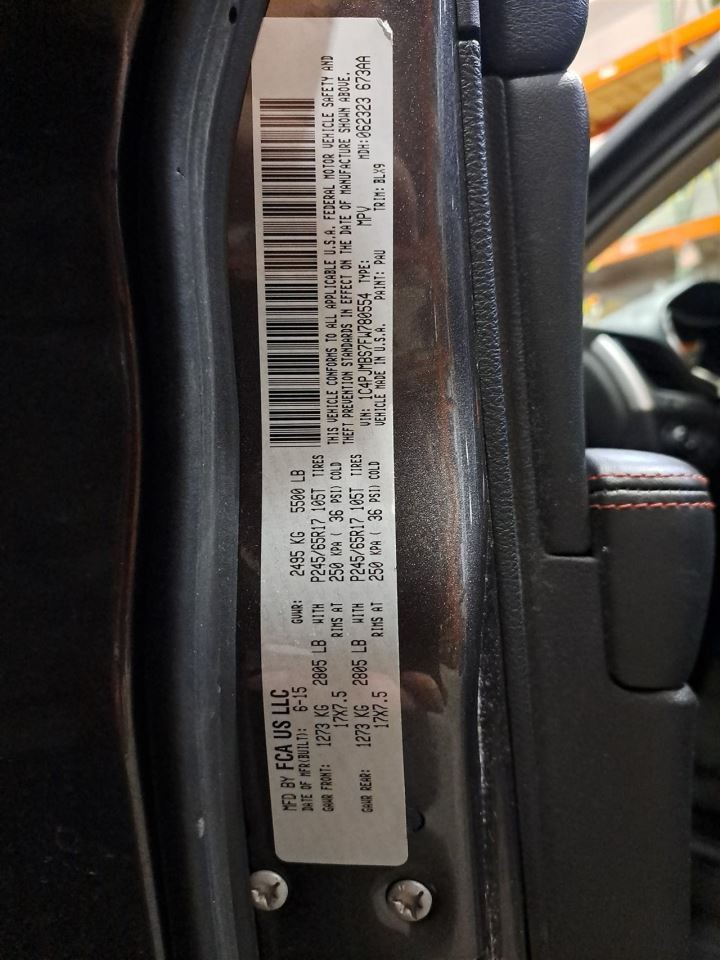 MFD BY FCA US LLC
DATE OF MFR(BUILT): 6-15 GVWR: 2495 KG 5500 LB
GAWR FRONT: 1273 KG 2805 LB WITH P245/65R17 105T TIRES
17X7.5 RIMS AT 250 KPA ( 36 PSI) COLD
GAWR REAR: 1273 KG 2805 LB WITH P245/65R17 105T TIRES
17X7.5 RIMS AT 250 KPA ( 36 PSI) COLD
THIS VEHICLE CONFORMS TO ALL APPLICABLE U.S.A. FEDERAL MOTOR VEHICLE SAFETY AND
THEFT PREVENTION STANDARDS IN EFFECT ON THE DATE OF MANUFACTURE SHOWN ABOVE.
VIN: 1C4PJMBS7FW780554 TYPE: MPV MDH:062323 673AA
VEHICLE MADE IN U.S.A. PAINT: PAU TRIM: BLX9